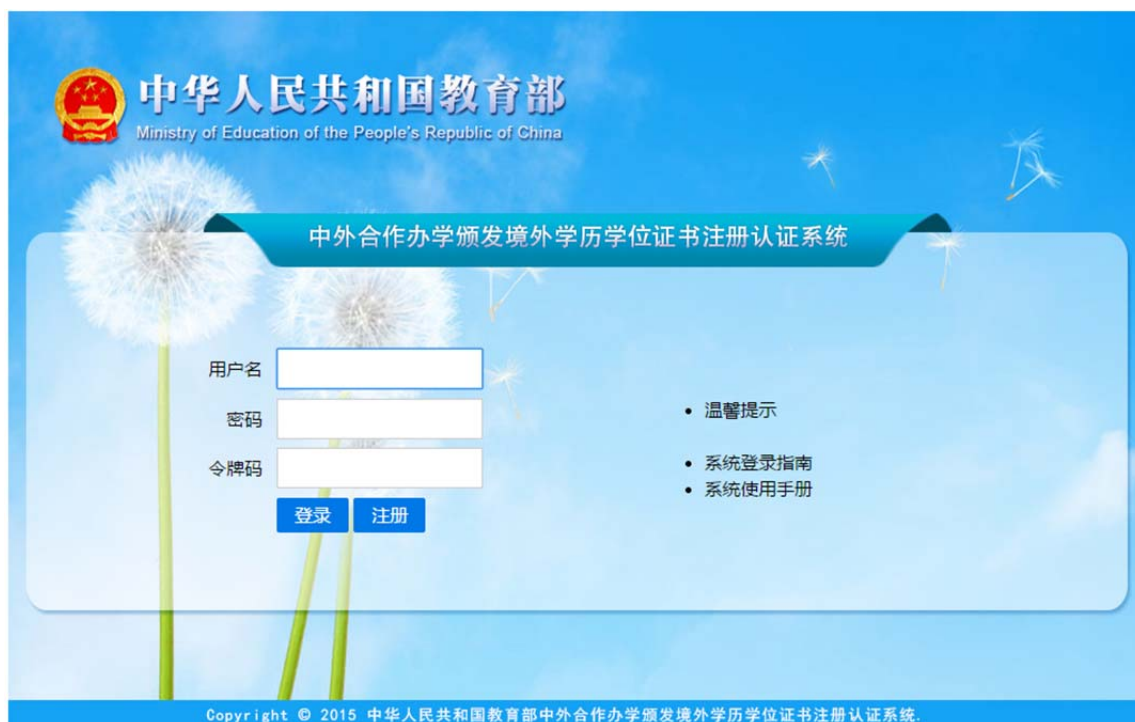 中华人民共和国教育部
Ministry of Education of the People's Republic of China
中外合作办学颁发境外学历学位证书注册认证系统
用户名
密码
令牌码
登录 注册
温馨提示
系统登录指南
系统使用手册
Copyright © 2015 中华人民共和国教育部中外合作办学颁发境外学历学位证书注册认证系统.